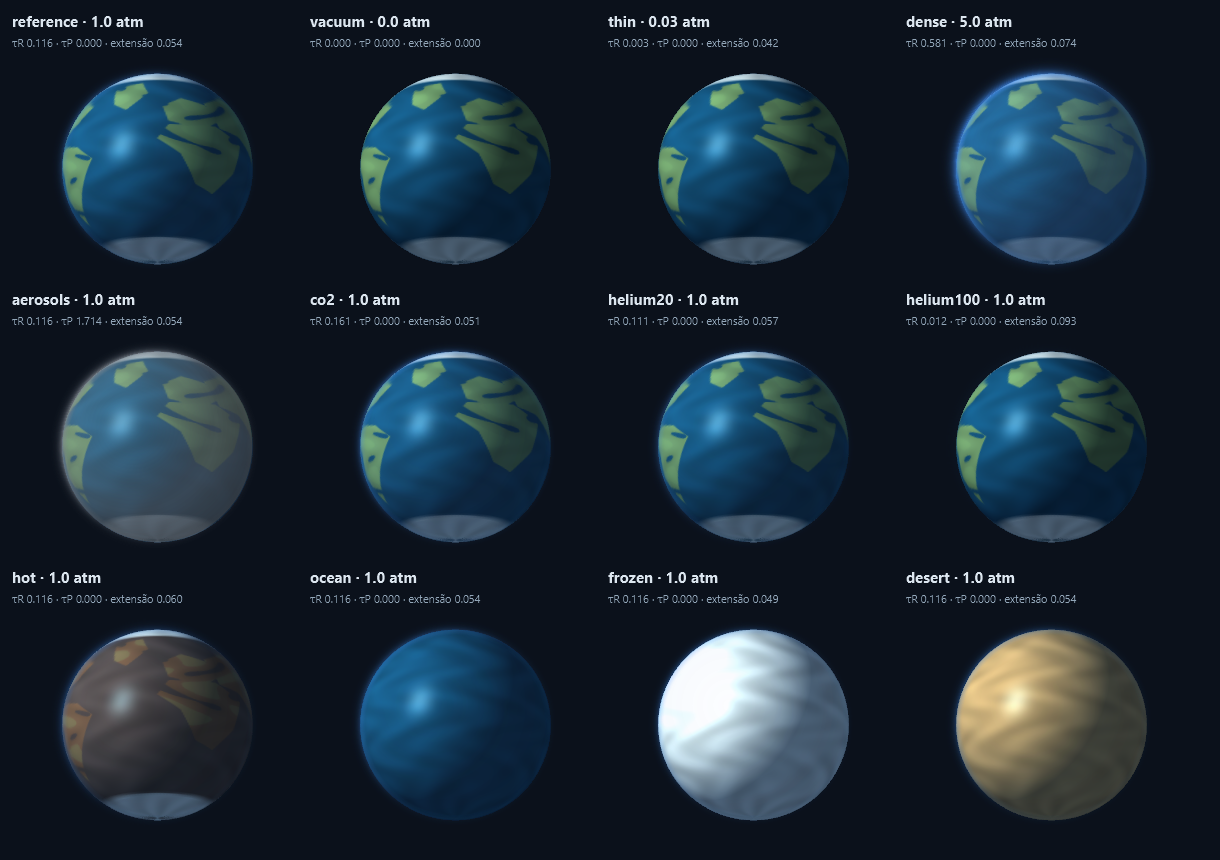 reference · 1.0 atm
τR 0.116 · τP 0.000 · extensão 0.054
vacuum · 0.0 atm
τR 0.000 · τP 0.000 · extensão 0.000
thin · 0.03 atm
τR 0.003 · τP 0.000 · extensão 0.042
dense · 5.0 atm
τR 0.581 · τP 0.000 · extensão 0.074
aerosols · 1.0 atm
τR 0.116 · τP 1.714 · extensão 0.054
co2 · 1.0 atm
τR 0.161 · τP 0.000 · extensão 0.051
helium20 · 1.0 atm
τR 0.111 · τP 0.000 · extensão 0.057
helium100 · 1.0 atm
τR 0.012 · τP 0.000 · extensão 0.093
hot · 1.0 atm
τR 0.116 · τP 0.000 · extensão 0.060
ocean · 1.0 atm
τR 0.116 · τP 0.000 · extensão 0.054
frozen · 1.0 atm
τR 0.116 · τP 0.000 · extensão 0.049
desert · 1.0 atm
τR 0.116 · τP 0.000 · extensão 0.054